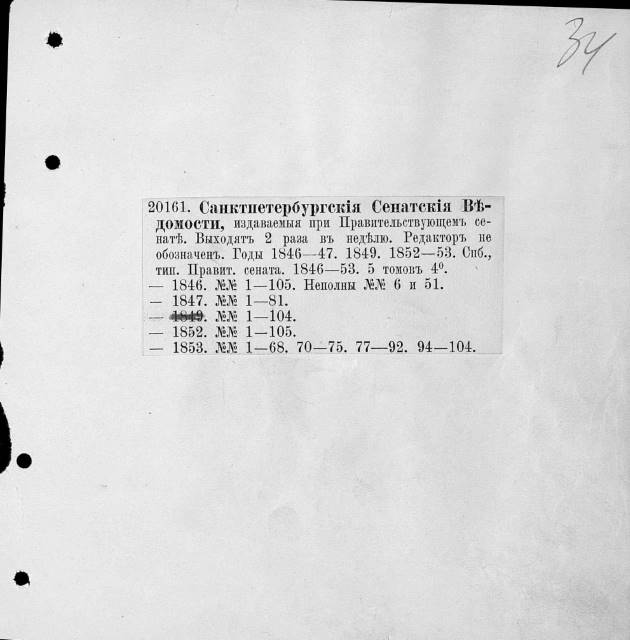 34
20161. Санктпетербургскія Сенатскія Вѣ-
домости, издаваемыя при Правительствующемъ се-
натѣ. Выходятъ 2 раза въ недѣлю. Редакторъ не
обозначенъ. Годы 1846—47. 1849. 1852—53. Спб.,
тип. Правит. сената. 1846—53. 5 томовъ 4⁰.
— 1846. №№ 1—105. Неполны №№ 6 и 51.
— 1847. №№ 1—81.
— 1849. №№ 1—104.
— 1852. №№ 1—105.
— 1853. №№ 1—68. 70—75. 77—92. 94—104.